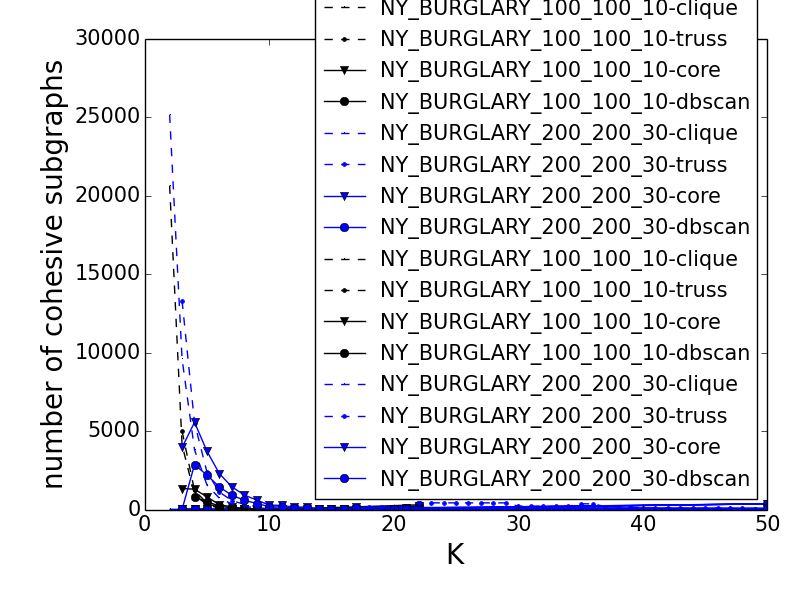 NY_BURGLARY_100_100_10-clique
NY_BURGLARY_100_100_10-truss
NY_BURGLARY_100_100_10-core
NY_BURGLARY_100_100_10-dbscan
NY_BURGLARY_200_200_30-clique
NY_BURGLARY_200_200_30-truss
NY_BURGLARY_200_200_30-core
NY_BURGLARY_200_200_30-dbscan
NY_BURGLARY_100_100_10-clique
NY_BURGLARY_100_100_10-truss
NY_BURGLARY_100_100_10-core
NY_BURGLARY_100_100_10-dbscan
NY_BURGLARY_200_200_30-clique
NY_BURGLARY_200_200_30-truss
NY_BURGLARY_200_200_30-core
NY_BURGLARY_200_200_30-dbscan
number of cohesive subgraphs
30000
25000
20000
15000
10000
5000
0
0 10 20 30 40 50
K